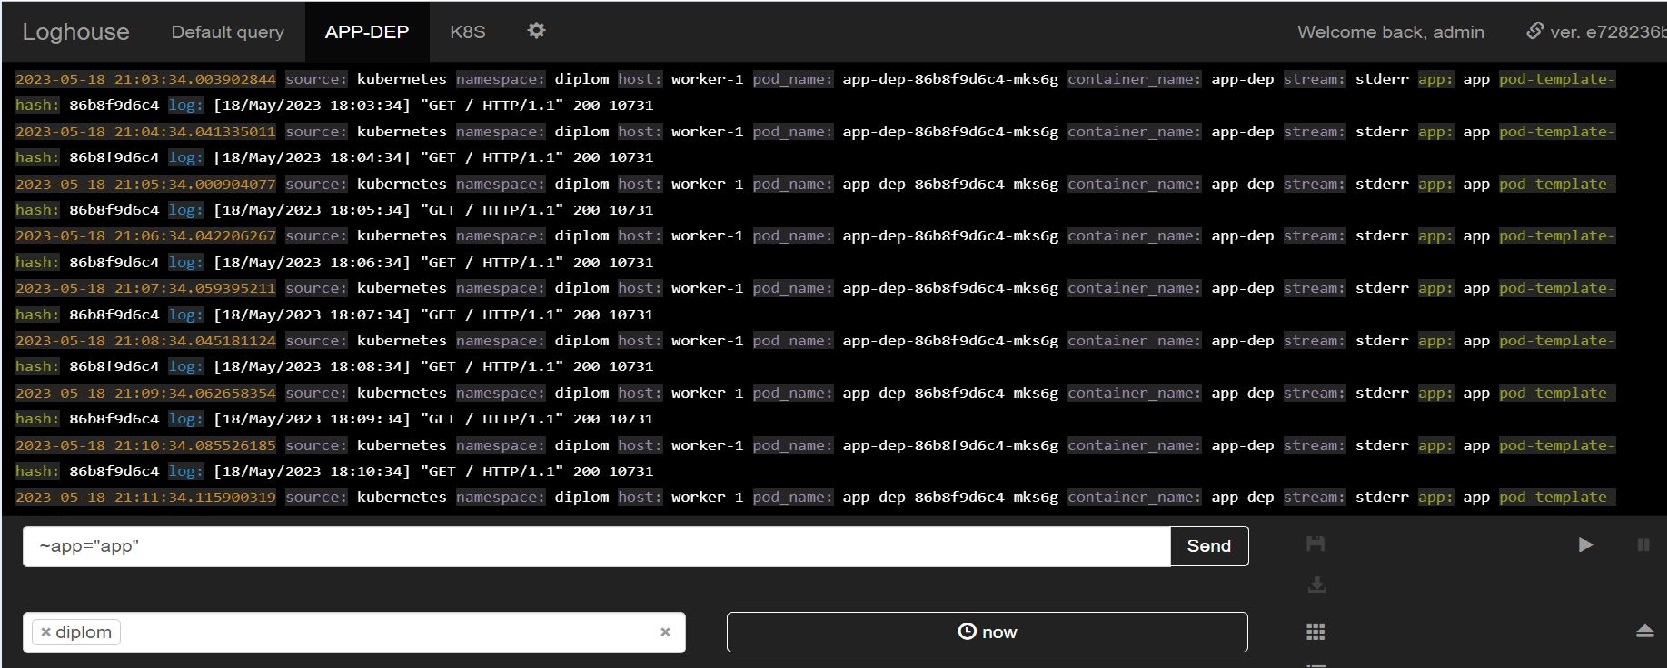 Loghouse Default query APP-DEP K8S Welcome back, admin ver. e728236b
2023-05-18 21:03:34.003902844 source: kubernetes namespace: diplom host: worker-1 pod_name: app-dep-86b8f9d6c4-mks6g container_name: app-dep stream: stderr app: app pod-template-
hash: 86b8f9d6c4 log: [18/May/2023 18:03:34] "GET / HTTP/1.1" 200 10731
2023-05-18 21:04:34.041335011 source: kubernetes namespace: diplom host: worker-1 pod_name: app-dep-86b8f9d6c4-mks6g container_name: app-dep stream: stderr app: app pod-template-
hash: 86b8f9d6c4 log: [18/May/2023 18:04:34] "GET / HTTP/1.1" 200 10731
2023-05-18 21:05:34.000904077 source: kubernetes namespace: diplom host: worker-1 pod_name: app-dep-86b8f9d6c4-mks6g container_name: app-dep stream: stderr app: app pod-template-
hash: 86b8f9d6c4 log: [18/May/2023 18:05:34] "GET / HTTP/1.1" 200 10731
2023-05-18 21:06:34.042206267 source: kubernetes namespace: diplom host: worker-1 pod_name: app-dep-86b8f9d6c4-mks6g container_name: app-dep stream: stderr app: app pod-template-
hash: 86b8f9d6c4 log: [18/May/2023 18:06:34] "GET / HTTP/1.1" 200 10731
2023-05-18 21:07:34.059395211 source: kubernetes namespace: diplom host: worker-1 pod_name: app-dep-86b8f9d6c4-mks6g container_name: app-dep stream: stderr app: app pod-template-
hash: 86b8f9d6c4 log: [18/May/2023 18:07:34] "GET / HTTP/1.1" 200 10731
2023-05-18 21:08:34.045181124 source: kubernetes namespace: diplom host: worker-1 pod_name: app-dep-86b8f9d6c4-mks6g container_name: app-dep stream: stderr app: app pod-template-
hash: 86b8f9d6c4 log: [18/May/2023 18:08:34] "GET / HTTP/1.1" 200 10731
2023-05-18 21:09:34.062658354 source: kubernetes namespace: diplom host: worker-1 pod_name: app-dep-86b8f9d6c4-mks6g container_name: app-dep stream: stderr app: app pod-template-
hash: 86b8f9d6c4 log: [18/May/2023 18:09:34] "GET / HTTP/1.1" 200 10731
2023-05-18 21:10:34.085526185 source: kubernetes namespace: diplom host: worker-1 pod_name: app-dep-86b8f9d6c4-mks6g container_name: app-dep stream: stderr app: app pod-template-
hash: 86b8f9d6c4 log: [18/May/2023 18:10:34] "GET / HTTP/1.1" 200 10731
2023-05-18 21:11:34.115900319 source: kubernetes namespace: diplom host: worker-1 pod_name: app-dep-86b8f9d6c4-mks6g container_name: app-dep stream: stderr app: app pod-template-
~app="app" Send
× diplom × now